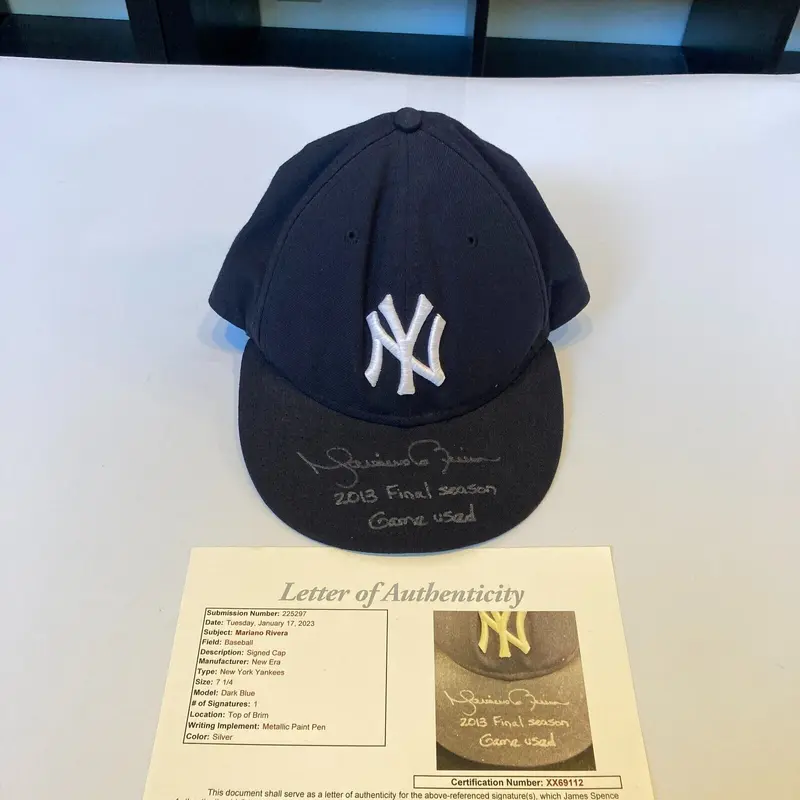 NY
Mariano Rivera
2013 Final season
Game used
Letter of Authenticity
Submission Number: 225297
Date: Tuesday, January 17, 2023
Subject: Mariano Rivera
Field: Baseball
Description: Signed Cap
Manufacturer: New Era
Type: New York Yankees
Size: 7 1/4
Model: Dark Blue
# of Signatures: 1
Location: Top of Brim
Writing Implement: Metallic Paint Pen
Color: Silver
NY
Mariano Rivera
2013 Final season
Game used
Certification Number: XX69112
This document shall serve as a letter of authenticity for the above-referenced signature(s), which James Spence